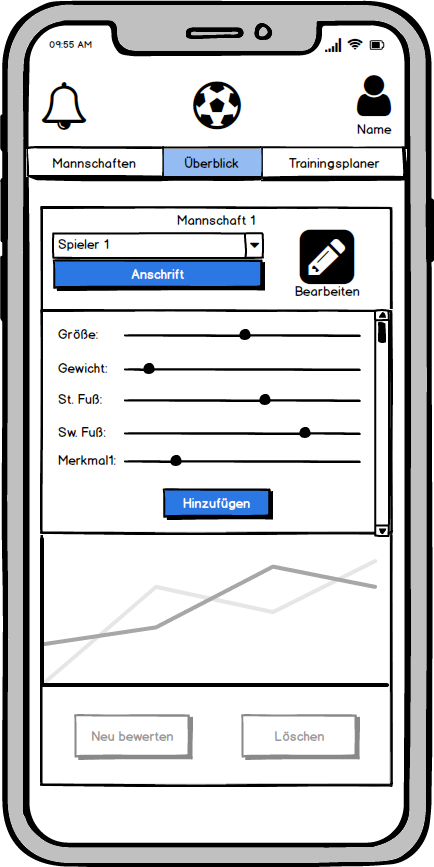 09:55 AM
Name
Mannschaften
Überblick
Trainingsplaner
Mannschaft 1
Spieler 1
Anschrift
Bearbeiten
Größe:
Gewicht:
St. Fuß:
Sw. Fuß:
Merkmal1:
Hinzufügen
Neu bewerten
Löschen